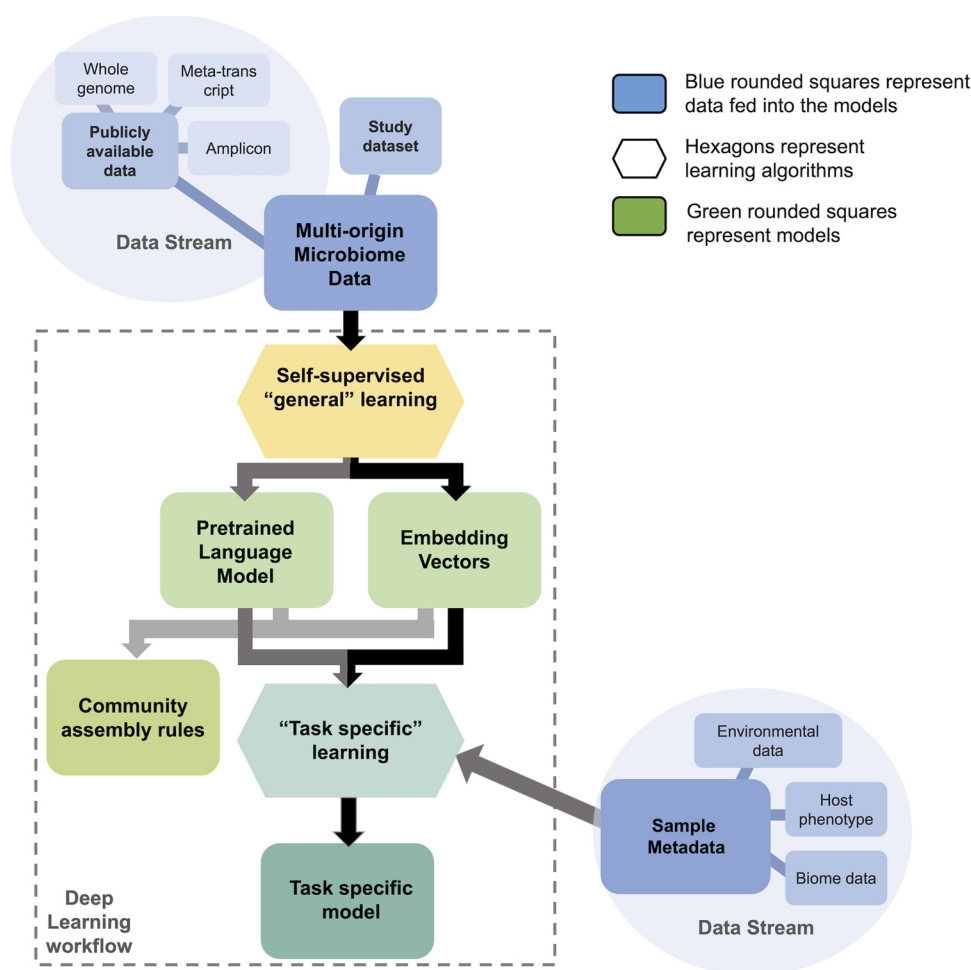 Whole
genome
Meta-trans
cript
Publicly
available
data
Amplicon
Study
dataset
Data Stream
Multi-origin
Microbiome
Data
Blue rounded squares represent
data fed into the models
Hexagons represent
learning algorithms
Green rounded squares
represent models
Self-supervised
“general” learning
Pretrained
Language
Model
Embedding
Vectors
Community
assembly rules
“Task specific”
learning
Task specific
model
Deep
Learning
workflow
Environmental
data
Host
phenotype
Sample
Metadata
Biome data
Data Stream